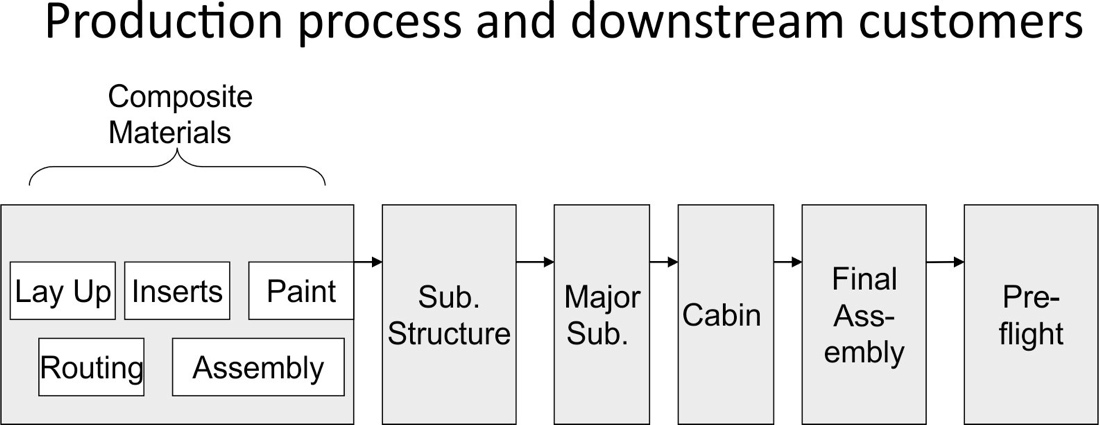 Production process and downstream customers
Composite
Materials
Lay Up
Inserts
Paint
Routing
Assembly
Sub.
Structure
Major
Sub.
Cabin
Final
Ass-
embly
Pre-
flight